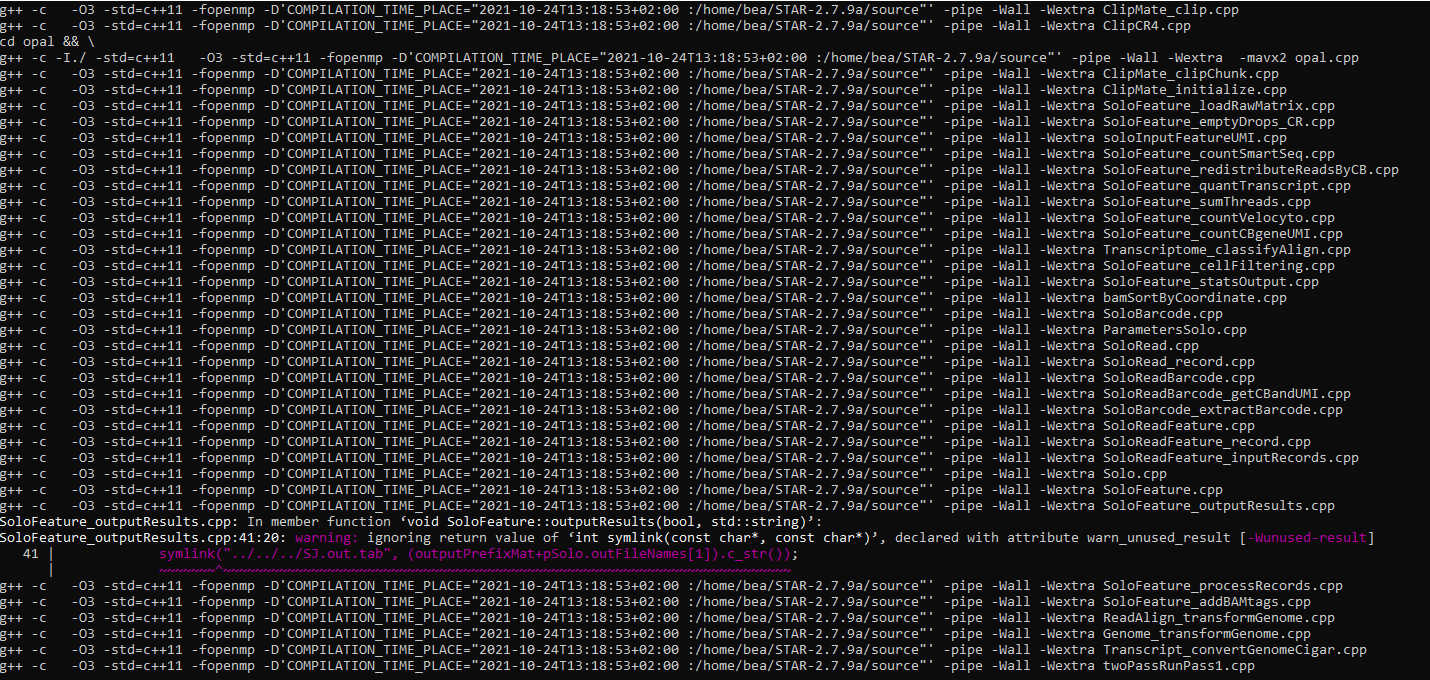 g++ -c   -O3 -std=c++11 -fopenmp -D'COMPILATION_TIME_PLACE="2021-10-24T13:18:53+02:00 :/home/bea/STAR-2.7.9a/source"' -pipe -Wall -Wextra ClipMate_clip.cpp
g++ -c   -O3 -std=c++11 -fopenmp -D'COMPILATION_TIME_PLACE="2021-10-24T13:18:53+02:00 :/home/bea/STAR-2.7.9a/source"' -pipe -Wall -Wextra ClipCR4.cpp
cd opal && \
g++ -c -I./ -std=c++11   -O3 -std=c++11 -fopenmp -D'COMPILATION_TIME_PLACE="2021-10-24T13:18:53+02:00 :/home/bea/STAR-2.7.9a/source"' -pipe -Wall -Wextra  -mavx2 opal.cpp
g++ -c   -O3 -std=c++11 -fopenmp -D'COMPILATION_TIME_PLACE="2021-10-24T13:18:53+02:00 :/home/bea/STAR-2.7.9a/source"' -pipe -Wall -Wextra ClipMate_clipChunk.cpp
g++ -c   -O3 -std=c++11 -fopenmp -D'COMPILATION_TIME_PLACE="2021-10-24T13:18:53+02:00 :/home/bea/STAR-2.7.9a/source"' -pipe -Wall -Wextra ClipMate_initialize.cpp
g++ -c   -O3 -std=c++11 -fopenmp -D'COMPILATION_TIME_PLACE="2021-10-24T13:18:53+02:00 :/home/bea/STAR-2.7.9a/source"' -pipe -Wall -Wextra SoloFeature_loadRawMatrix.cpp
g++ -c   -O3 -std=c++11 -fopenmp -D'COMPILATION_TIME_PLACE="2021-10-24T13:18:53+02:00 :/home/bea/STAR-2.7.9a/source"' -pipe -Wall -Wextra SoloFeature_emptyDrops_CR.cpp
g++ -c   -O3 -std=c++11 -fopenmp -D'COMPILATION_TIME_PLACE="2021-10-24T13:18:53+02:00 :/home/bea/STAR-2.7.9a/source"' -pipe -Wall -Wextra soloInputFeatureUMI.cpp
g++ -c   -O3 -std=c++11 -fopenmp -D'COMPILATION_TIME_PLACE="2021-10-24T13:18:53+02:00 :/home/bea/STAR-2.7.9a/source"' -pipe -Wall -Wextra SoloFeature_countSmartSeq.cpp
g++ -c   -O3 -std=c++11 -fopenmp -D'COMPILATION_TIME_PLACE="2021-10-24T13:18:53+02:00 :/home/bea/STAR-2.7.9a/source"' -pipe -Wall -Wextra SoloFeature_redistributeReadsByCB.cpp
g++ -c   -O3 -std=c++11 -fopenmp -D'COMPILATION_TIME_PLACE="2021-10-24T13:18:53+02:00 :/home/bea/STAR-2.7.9a/source"' -pipe -Wall -Wextra SoloFeature_quantTranscript.cpp
g++ -c   -O3 -std=c++11 -fopenmp -D'COMPILATION_TIME_PLACE="2021-10-24T13:18:53+02:00 :/home/bea/STAR-2.7.9a/source"' -pipe -Wall -Wextra SoloFeature_sumThreads.cpp
g++ -c   -O3 -std=c++11 -fopenmp -D'COMPILATION_TIME_PLACE="2021-10-24T13:18:53+02:00 :/home/bea/STAR-2.7.9a/source"' -pipe -Wall -Wextra SoloFeature_countVelocyto.cpp
g++ -c   -O3 -std=c++11 -fopenmp -D'COMPILATION_TIME_PLACE="2021-10-24T13:18:53+02:00 :/home/bea/STAR-2.7.9a/source"' -pipe -Wall -Wextra SoloFeature_countCBgeneUMI.cpp
g++ -c   -O3 -std=c++11 -fopenmp -D'COMPILATION_TIME_PLACE="2021-10-24T13:18:53+02:00 :/home/bea/STAR-2.7.9a/source"' -pipe -Wall -Wextra Transcriptome_classifyAlign.cpp
g++ -c   -O3 -std=c++11 -fopenmp -D'COMPILATION_TIME_PLACE="2021-10-24T13:18:53+02:00 :/home/bea/STAR-2.7.9a/source"' -pipe -Wall -Wextra SoloFeature_cellFiltering.cpp
g++ -c   -O3 -std=c++11 -fopenmp -D'COMPILATION_TIME_PLACE="2021-10-24T13:18:53+02:00 :/home/bea/STAR-2.7.9a/source"' -pipe -Wall -Wextra SoloFeature_statsOutput.cpp
g++ -c   -O3 -std=c++11 -fopenmp -D'COMPILATION_TIME_PLACE="2021-10-24T13:18:53+02:00 :/home/bea/STAR-2.7.9a/source"' -pipe -Wall -Wextra bamSortByCoordinate.cpp
g++ -c   -O3 -std=c++11 -fopenmp -D'COMPILATION_TIME_PLACE="2021-10-24T13:18:53+02:00 :/home/bea/STAR-2.7.9a/source"' -pipe -Wall -Wextra SoloBarcode.cpp
g++ -c   -O3 -std=c++11 -fopenmp -D'COMPILATION_TIME_PLACE="2021-10-24T13:18:53+02:00 :/home/bea/STAR-2.7.9a/source"' -pipe -Wall -Wextra ParametersSolo.cpp
g++ -c   -O3 -std=c++11 -fopenmp -D'COMPILATION_TIME_PLACE="2021-10-24T13:18:53+02:00 :/home/bea/STAR-2.7.9a/source"' -pipe -Wall -Wextra SoloRead.cpp
g++ -c   -O3 -std=c++11 -fopenmp -D'COMPILATION_TIME_PLACE="2021-10-24T13:18:53+02:00 :/home/bea/STAR-2.7.9a/source"' -pipe -Wall -Wextra SoloRead_record.cpp
g++ -c   -O3 -std=c++11 -fopenmp -D'COMPILATION_TIME_PLACE="2021-10-24T13:18:53+02:00 :/home/bea/STAR-2.7.9a/source"' -pipe -Wall -Wextra SoloReadBarcode.cpp
g++ -c   -O3 -std=c++11 -fopenmp -D'COMPILATION_TIME_PLACE="2021-10-24T13:18:53+02:00 :/home/bea/STAR-2.7.9a/source"' -pipe -Wall -Wextra SoloReadBarcode_getCBandUMI.cpp
g++ -c   -O3 -std=c++11 -fopenmp -D'COMPILATION_TIME_PLACE="2021-10-24T13:18:53+02:00 :/home/bea/STAR-2.7.9a/source"' -pipe -Wall -Wextra SoloBarcode_extractBarcode.cpp
g++ -c   -O3 -std=c++11 -fopenmp -D'COMPILATION_TIME_PLACE="2021-10-24T13:18:53+02:00 :/home/bea/STAR-2.7.9a/source"' -pipe -Wall -Wextra SoloReadFeature.cpp
g++ -c   -O3 -std=c++11 -fopenmp -D'COMPILATION_TIME_PLACE="2021-10-24T13:18:53+02:00 :/home/bea/STAR-2.7.9a/source"' -pipe -Wall -Wextra SoloReadFeature_record.cpp
g++ -c   -O3 -std=c++11 -fopenmp -D'COMPILATION_TIME_PLACE="2021-10-24T13:18:53+02:00 :/home/bea/STAR-2.7.9a/source"' -pipe -Wall -Wextra SoloReadFeature_inputRecords.cpp
g++ -c   -O3 -std=c++11 -fopenmp -D'COMPILATION_TIME_PLACE="2021-10-24T13:18:53+02:00 :/home/bea/STAR-2.7.9a/source"' -pipe -Wall -Wextra Solo.cpp
g++ -c   -O3 -std=c++11 -fopenmp -D'COMPILATION_TIME_PLACE="2021-10-24T13:18:53+02:00 :/home/bea/STAR-2.7.9a/source"' -pipe -Wall -Wextra SoloFeature.cpp
g++ -c   -O3 -std=c++11 -fopenmp -D'COMPILATION_TIME_PLACE="2021-10-24T13:18:53+02:00 :/home/bea/STAR-2.7.9a/source"' -pipe -Wall -Wextra SoloFeature_outputResults.cpp
SoloFeature_outputResults.cpp: In member function ‘void SoloFeature::outputResults(bool, std::string)’:
SoloFeature_outputResults.cpp:41:20: warning: ignoring return value of ‘int symlink(const char*, const char*)’, declared with attribute warn_unused_result [-Wunused-result]
   41 |             symlink("../../../SJ.out.tab", (outputPrefixMat+pSolo.outFileNames[1]).c_str());
      |             ~~~~~~~^~~~~~~~~~~~~~~~~~~~~~~~~~~~~~~~~~~~~~~~~~~~~~~~~~~~~~~~~~~~~~~~
g++ -c   -O3 -std=c++11 -fopenmp -D'COMPILATION_TIME_PLACE="2021-10-24T13:18:53+02:00 :/home/bea/STAR-2.7.9a/source"' -pipe -Wall -Wextra SoloFeature_processRecords.cpp
g++ -c   -O3 -std=c++11 -fopenmp -D'COMPILATION_TIME_PLACE="2021-10-24T13:18:53+02:00 :/home/bea/STAR-2.7.9a/source"' -pipe -Wall -Wextra SoloFeature_addBAMtags.cpp
g++ -c   -O3 -std=c++11 -fopenmp -D'COMPILATION_TIME_PLACE="2021-10-24T13:18:53+02:00 :/home/bea/STAR-2.7.9a/source"' -pipe -Wall -Wextra ReadAlign_transformGenome.cpp
g++ -c   -O3 -std=c++11 -fopenmp -D'COMPILATION_TIME_PLACE="2021-10-24T13:18:53+02:00 :/home/bea/STAR-2.7.9a/source"' -pipe -Wall -Wextra Genome_transformGenome.cpp
g++ -c   -O3 -std=c++11 -fopenmp -D'COMPILATION_TIME_PLACE="2021-10-24T13:18:53+02:00 :/home/bea/STAR-2.7.9a/source"' -pipe -Wall -Wextra Transcript_convertGenomeCigar.cpp
g++ -c   -O3 -std=c++11 -fopenmp -D'COMPILATION_TIME_PLACE="2021-10-24T13:18:53+02:00 :/home/bea/STAR-2.7.9a/source"' -pipe -Wall -Wextra twoPassRunPass1.cpp